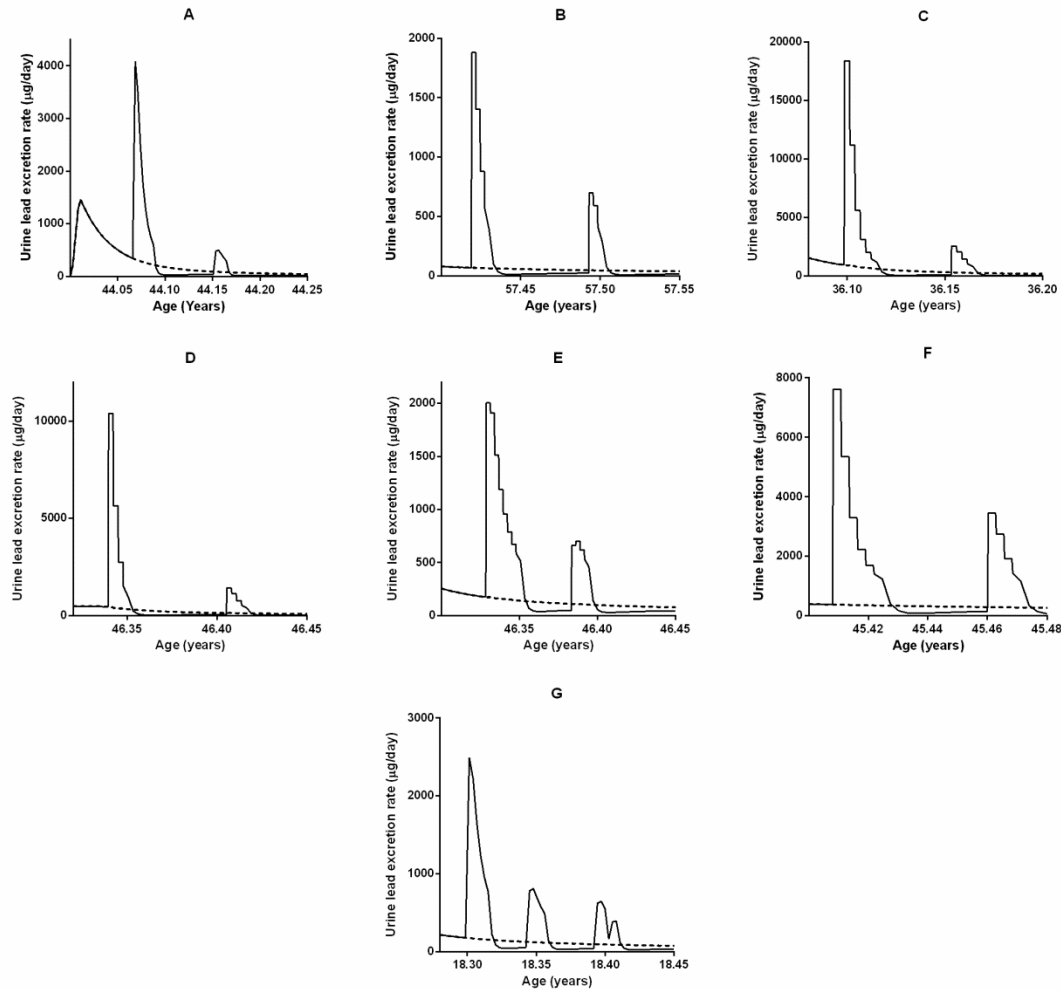 A
Urine lead excretion rate (µg/day)
4000
3000
2000
1000
0
44.05 44.10 44.15 44.20 44.25
Age (Years)
B
Urine lead excretion rate (µg/day)
2000
1500
1000
500
0
57.45 57.50 57.55
Age (years)
C
Urine lead excretion rate (µg/day)
20000
15000
10000
5000
0
36.10 36.15 36.20
Age (years)
D
Urine lead excretion rate (µg/day)
10000
5000
0
46.35 46.40 46.45
Age (years)
E
Urine lead excretion rate (µg/day)
2000
1500
1000
500
0
46.35 46.40 46.45
Age (years)
F
Urine lead excretion rate (µg/day)
8000
6000
4000
2000
0
45.42 45.44 45.46 45.48
Age (years)
G
Urine lead excretion rate (µg/day)
3000
2000
1000
0
18.30 18.35 18.40 18.45
Age (years)